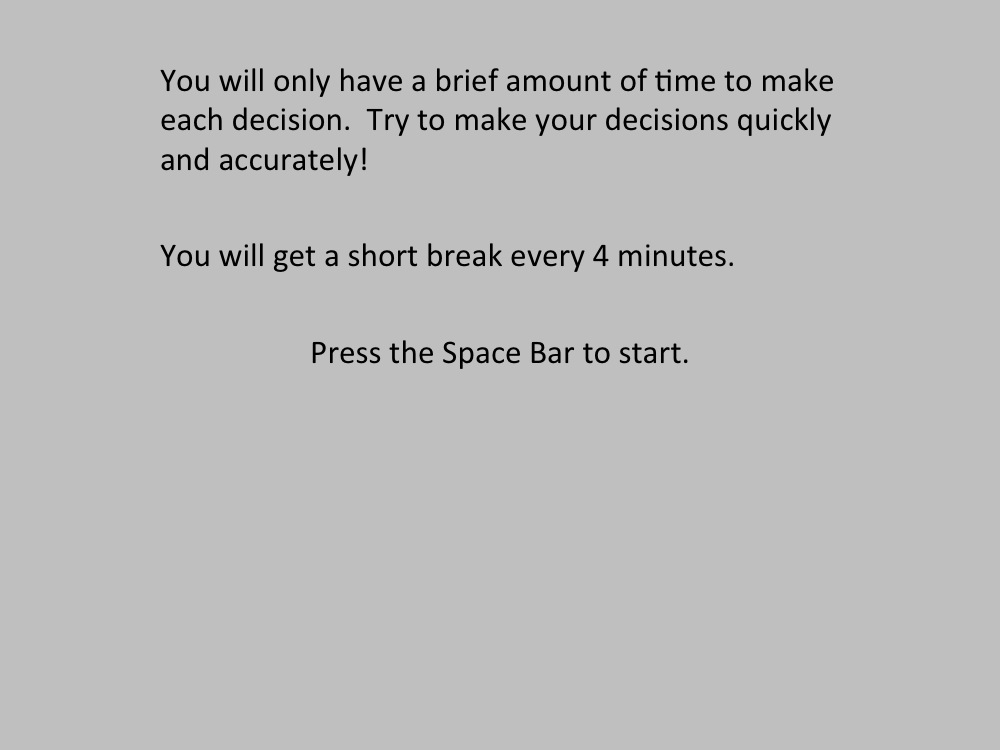 You will only have a brief amount of time to make
each decision.  Try to make your decisions quickly
and accurately!
You will get a short break every 4 minutes.
Press the Space Bar to start.